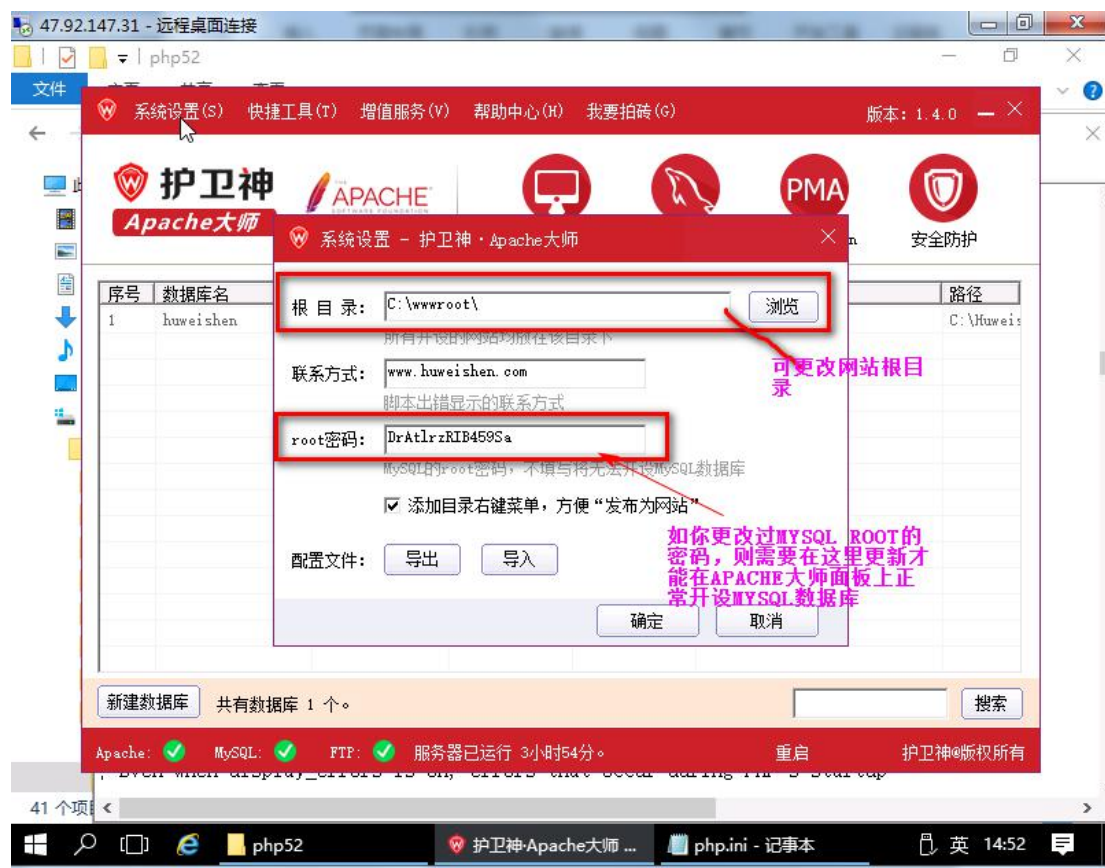 47.92.147.31 - 远程桌面连接
php52
文件
系统设置(S) 快捷工具(T) 增值服务(V) 帮助中心(H) 我要拍砖(G) 版本: 1.4.0
护卫神
Apache大师
THE
APACHE
SOFTWARE FOUNDATION
PMA
安全防护
系统设置 - 护卫神·Apache大师
序号 数据库名 路径
1 huweishen C:\Huweis
根 目 录: C:\wwwroot\ 浏览
所有开设的网站均放在该目录下
可更改网站根目
录
联系方式: www.huweishen.com
脚本出错显示的联系方式
root密码: DrAtlrzRIB459Sa
MySQL的root密码，不填写将无法开设MySQL数据库
添加目录右键菜单，方便“发布为网站”
如你更改过MYSQL ROOT的
密码，则需要在这里更新才
能在APACHE大师面板上正
常开设MYSQL数据库
配置文件: 导出 导入
确定 取消
新建数据库 共有数据库 1 个。 搜索
Apache: MySQL: FTP: 服务器已运行 3小时54分。 重启 护卫神®版权所有
; Even when display_errors is on, errors that occur during PHP's startup
41 个项
php52 护卫神·Apache大师 ... php.ini - 记事本 英 14:52